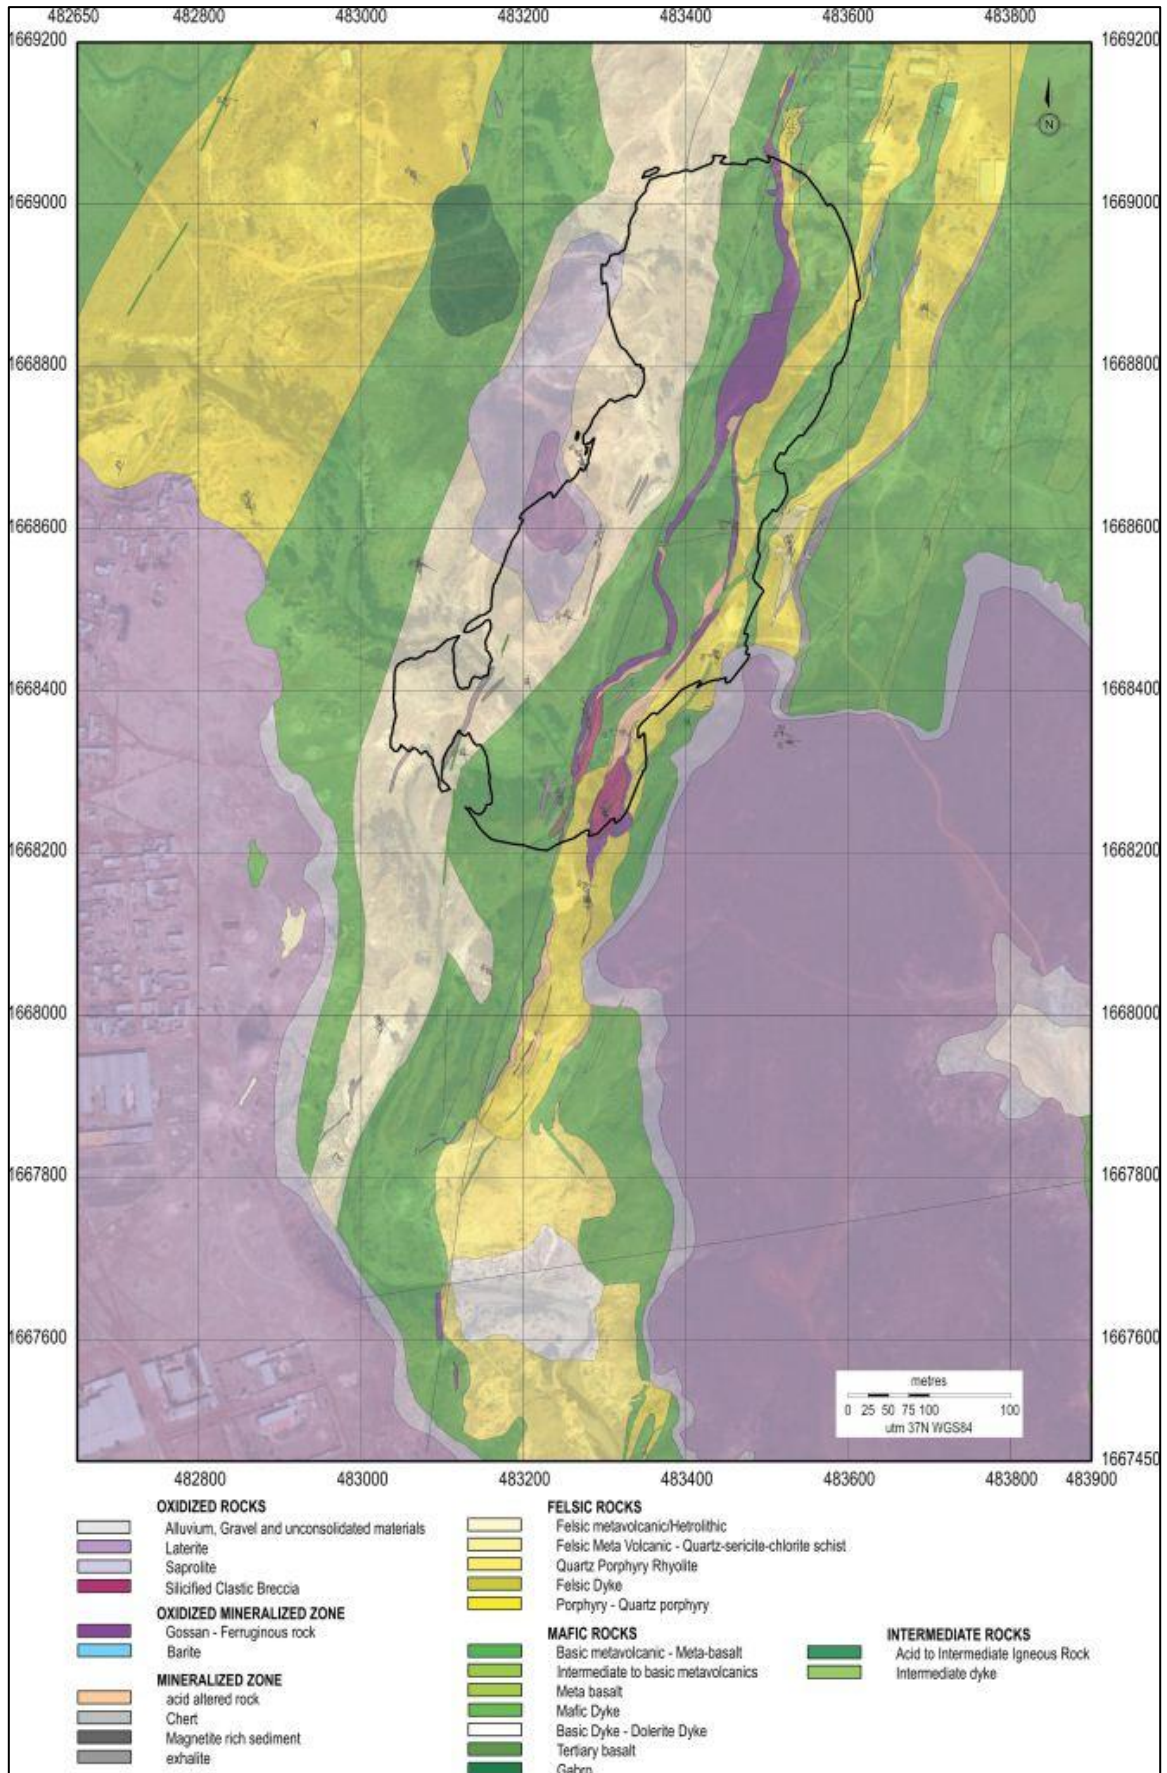 482650 482800 483000 483200 483400 483600 483800
1669200 1669200
N
1669000 1669000
1668800 1668800
1668600 1668600
1668400 1668400
1668200 1668200
1668000 1668000
1667800 1667800
1667600 1667600
metres
0 25 50 75 100 100
utm 37N WGS84
1667450
482800 483000 483200 483400 483600 483800 483900
OXIDIZED ROCKS
Alluvium, Gravel and unconsolidated materials
Laterite
Saprolite
Silicified Clastic Breccia
OXIDIZED MINERALIZED ZONE
Gossan - Ferruginous rock
Barite
MINERALIZED ZONE
acid altered rock
Chert
Magnetite rich sediment
exhalite
FELSIC ROCKS
Felsic metavolcanic/Hetrolithic
Felsic Meta Volcanic - Quartz-sericite-chlorite schist
Quartz Porphyry Rhyolite
Felsic Dyke
Porphyry - Quartz porphyry
MAFIC ROCKS
Basic metavolcanic - Meta-basalt
Intermediate to basic metavolcanics
Meta basalt
Mafic Dyke
Basic Dyke - Dolerite Dyke
Tertiary basalt
Gabro
INTERMEDIATE ROCKS
Acid to Intermediate Igneous Rock
Intermediate dyke